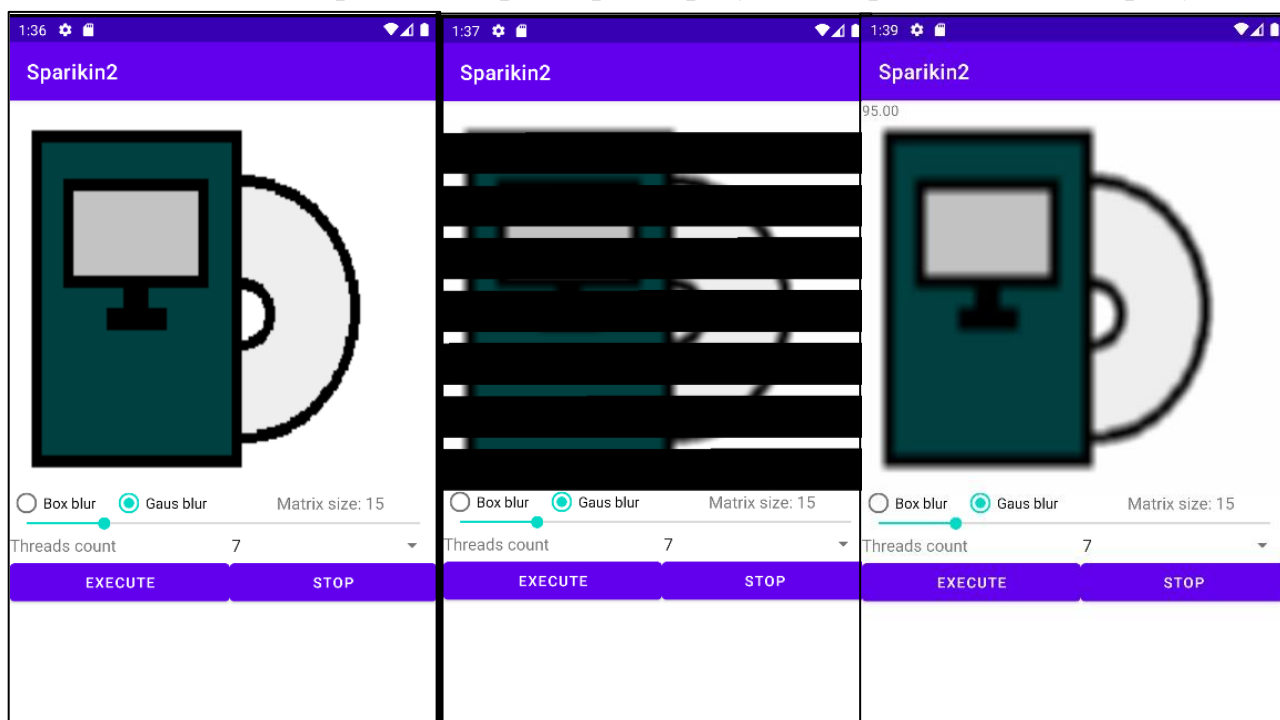 1:36
Sparikin2
Box blur Gaus blur Matrix size: 15
Threads count 7
EXECUTE STOP
1:37
Sparikin2
Box blur Gaus blur Matrix size: 15
Threads count 7
EXECUTE STOP
1:39
Sparikin2
95.00
Box blur Gaus blur Matrix size: 15
Threads count 7
EXECUTE STOP